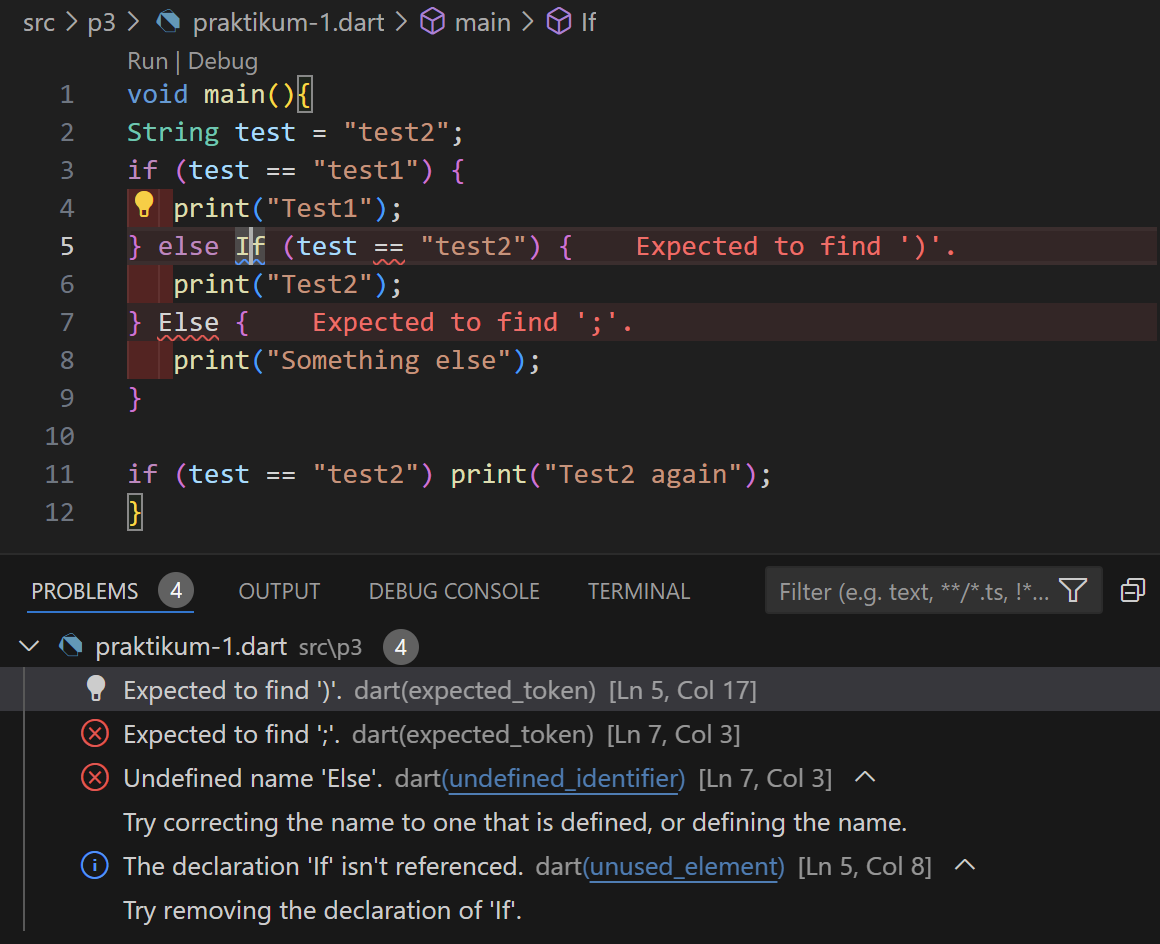 src > p3 > praktikum-1.dart > main > If
Run | Debug
1 void main(){
2 String test = "test2";
3 if (test == "test1") {
4 print("Test1");
5 } else If (test == "test2") { Expected to find ')'.
6 print("Test2");
7 } Else { Expected to find ';'.
8 print("Something else");
9 }
10
11 if (test == "test2") print("Test2 again");
12 }
PROBLEMS 4 OUTPUT DEBUG CONSOLE TERMINAL Filter (e.g. text, **/*.ts, !*...
praktikum-1.dart src\p3 4
Expected to find ')'. dart(expected_token) [Ln 5, Col 17]
Expected to find ';'. dart(expected_token) [Ln 7, Col 3]
Undefined name 'Else'. dart(undefined_identifier) [Ln 7, Col 3]
Try correcting the name to one that is defined, or defining the name.
The declaration 'If' isn't referenced. dart(unused_element) [Ln 5, Col 8]
Try removing the declaration of 'If'.